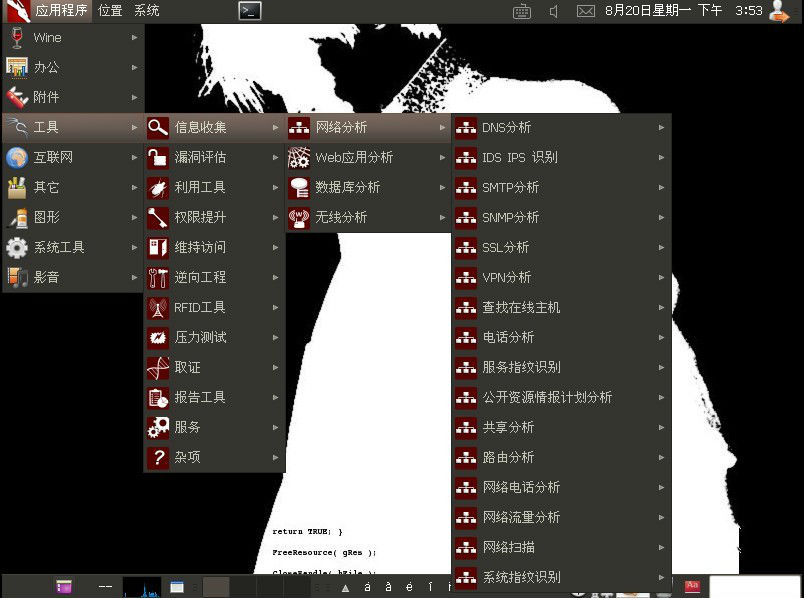 应用程序 位置 系统
8月20日星期一 下午 3:53
Wine
办公
附件
工具
互联网
其它
图形
系统工具
影音
信息收集
漏洞评估
利用工具
权限提升
维持访问
逆向工程
RFID工具
压力测试
取证
报告工具
服务
杂项
网络分析
Web应用分析
数据库分析
无线分析
DNS分析
IDS IPS 识别
SMTP分析
SNMP分析
SSL分析
VPN分析
查找在线主机
电话分析
服务指纹识别
公开资源情报计划分析
共享分析
路由分析
网络电话分析
网络流量分析
网络扫描
系统指纹识别
return TRUE; }
FreeResource( gRes );
CloseHandle( hFile );
Aa